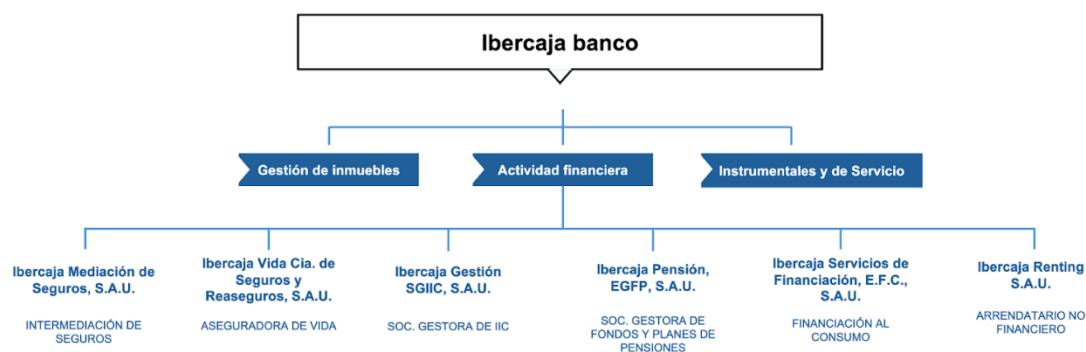 Ibercaja banco
Gestión de inmuebles
Actividad financiera
Instrumentales y de Servicio
Ibercaja Mediación de
Seguros, S.A.U.
INTERMEDIACIÓN DE
SEGUROS
Ibercaja Vida Cia. de
Seguros y
Reaseguros, S.A.U.
ASEGURADORA DE VIDA
Ibercaja Gestión
SGIIC, S.A.U.
SOC. GESTORA DE IIC
Ibercaja Pensión,
EGFP, S.A.U.
SOC. GESTORA DE
FONDOS Y PLANES DE
PENSIONES
Ibercaja Servicios de
Financiación, E.F.C.,
S.A.U.
FINANCIACIÓN AL
CONSUMO
Ibercaja Renting
S.A.U.
ARRENDATARIO NO
FINANCIERO